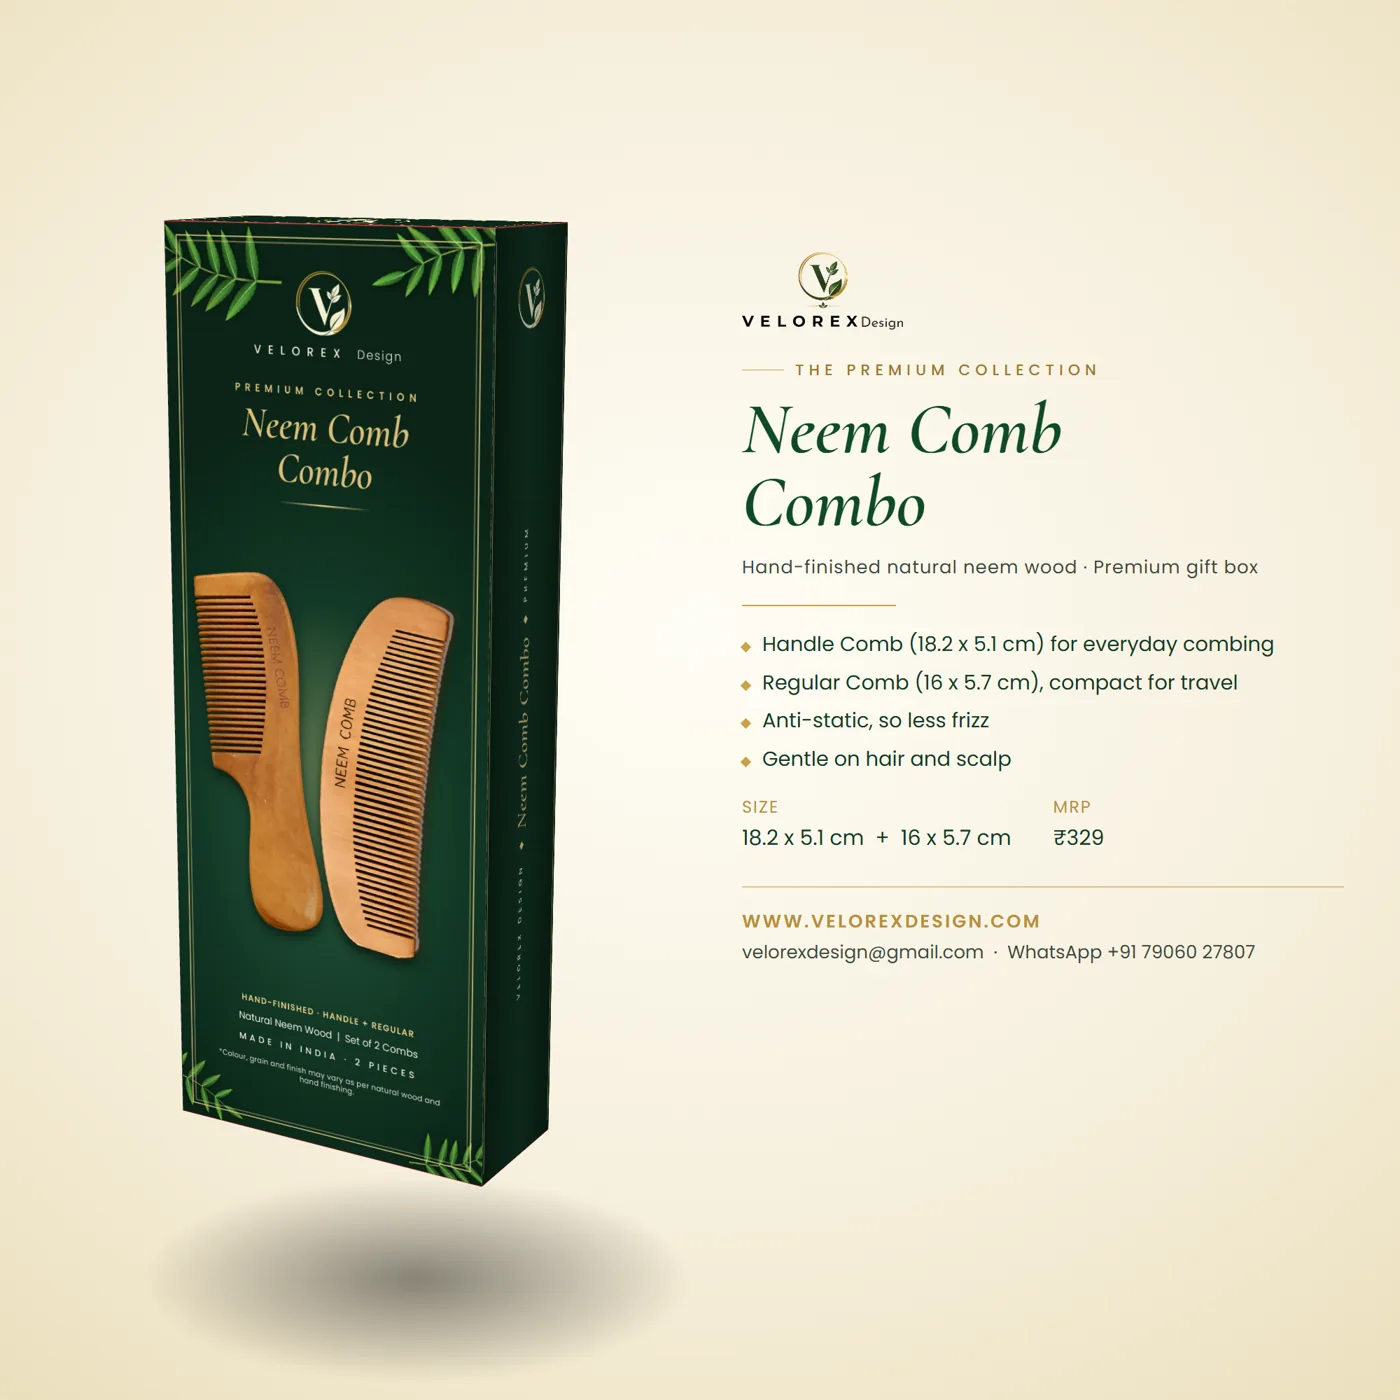 V
VELOREX Design
PREMIUM COLLECTION
Neem Comb
Combo
NEEM COMB
NEEM COMB
HAND-FINISHED · HANDLE + REGULAR
Natural Neem Wood | Set of 2 Combs
MADE IN INDIA · 2 PIECES
*Colour, grain and finish may vary as per natural wood and
hand finishing.
V
VELOREX DESIGN ◆ Neem Comb Combo ◆ PREMIUM
V
VELOREX Design
THE PREMIUM COLLECTION
Neem Comb
Combo
Hand-finished natural neem wood · Premium gift box
◆ Handle Comb (18.2 x 5.1 cm) for everyday combing
◆ Regular Comb (16 x 5.7 cm), compact for travel
◆ Anti-static, so less frizz
◆ Gentle on hair and scalp
SIZE MRP
18.2 x 5.1 cm + 16 x 5.7 cm ₹329
WWW.VELOREXDESIGN.COM
velorexdesign@gmail.com · WhatsApp +91 79060 27807